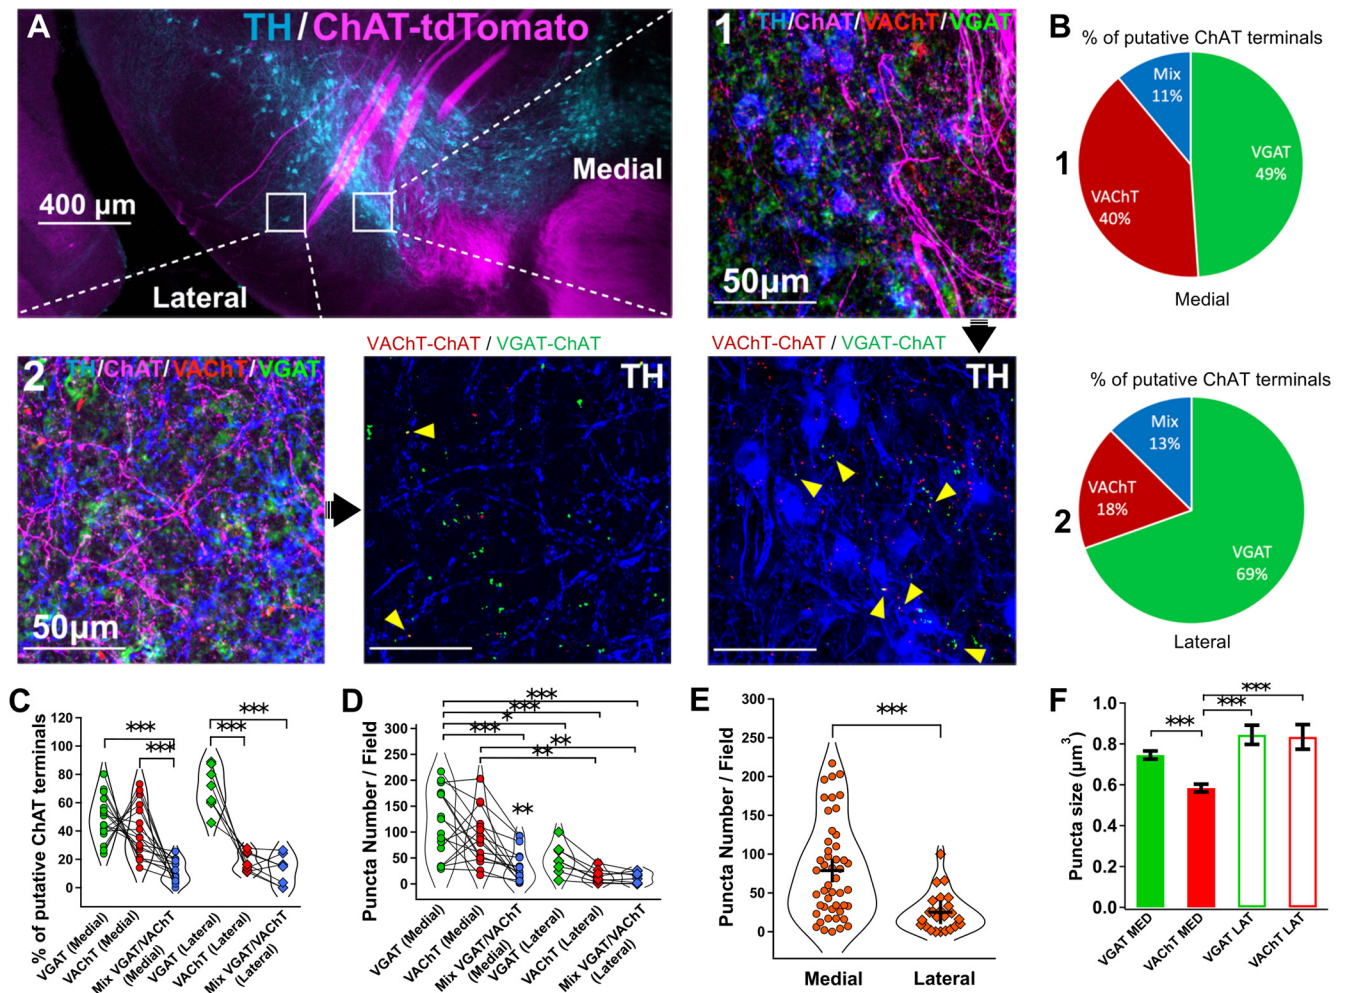 A
TH/ChAT-tdTomato
Medial
400 µm
Lateral
1
TH/ChAT/VAChT/VGAT
50µm
B
% of putative ChAT terminals
Mix
11%
VGAT
49%
VAChT
40%
1
Medial
2
TH/ChAT/VAChT/VGAT
50µm
VAChT-ChAT / VGAT-ChAT
TH
VAChT-ChAT / VGAT-ChAT
TH
% of putative ChAT terminals
Mix
13%
VAChT
18%
VGAT
69%
2
Lateral
C
% of putative ChAT terminals
120
100
80
60
40
20
0
***
***
***
***
VGAT (Medial)
VAChT (Medial)
Mix VGAT/VAChT
(Medial)
VGAT (Lateral)
VAChT (Lateral)
Mix VGAT/VAChT
(Lateral)
D
Puncta Number / Field
300
250
200
150
100
50
0
***
***
*
***
**
**
**
VGAT (Medial)
VAChT (Medial)
Mix VGAT/VAChT
(Medial)
VGAT (Lateral)
VAChT (Lateral)
Mix VGAT/VAChT
(Lateral)
E
Puncta Number / Field
300
250
200
150
100
50
0
***
Medial
Lateral
F
Puncta size (µm³)
1.0
0.8
0.6
0.4
0.2
0.0
***
***
***
VGAT MED
VAChT MED
VGAT LAT
VAChT LAT